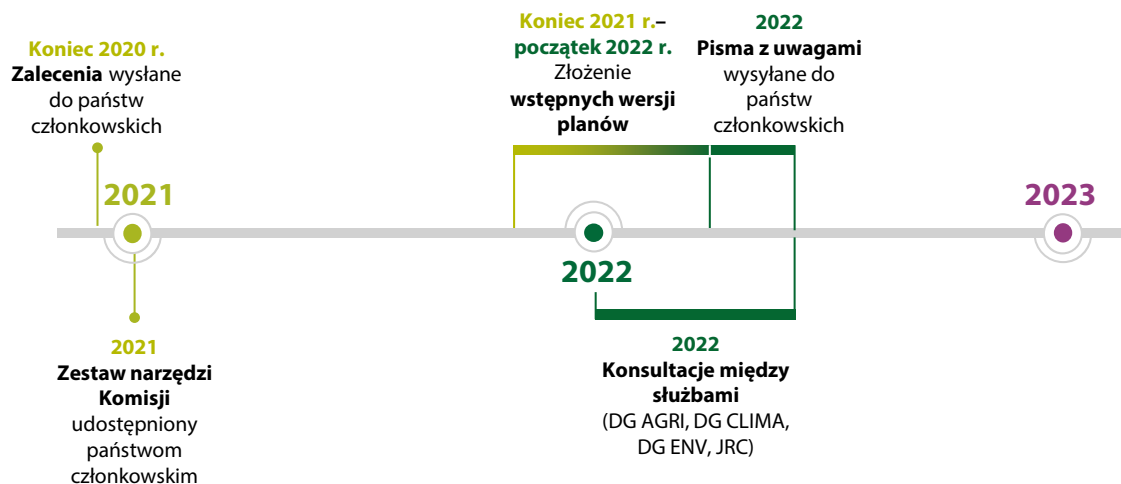 Koniec 2020 r.
Zalecenia wysłane
do państw
członkowskich
Koniec 2021 r.–
początek 2022 r.
Złożenie
wstępnych wersji
planów
2022
Pisma z uwagami
wysyłane do
państw
członkowskich
2021
2022
2023
2021
Zestaw narzędzi
Komisji
udostępniony
państwom
członkowskim
2022
Konsultacje między
służbami
(DG AGRI, DG CLIMA,
DG ENV, JRC)